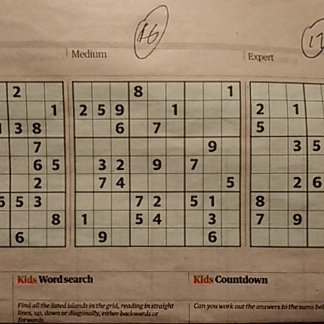 16
Medium
Expert
2 8 1
1 2 5 9 1 2 1
3 8 6 7 5
7 9 3 5
6 5 3 2 9 7
2 7 4 5 2 6
5 3 7 2 5 1 8
8 1 5 4 3 7 9
6 9 6
Kids Word search
Find all the listed islands in the grid, reading in straight
lines, up, down or diagonally, either backwards or
forwards.
Kids Countdown
Can you work out the answers to the sums